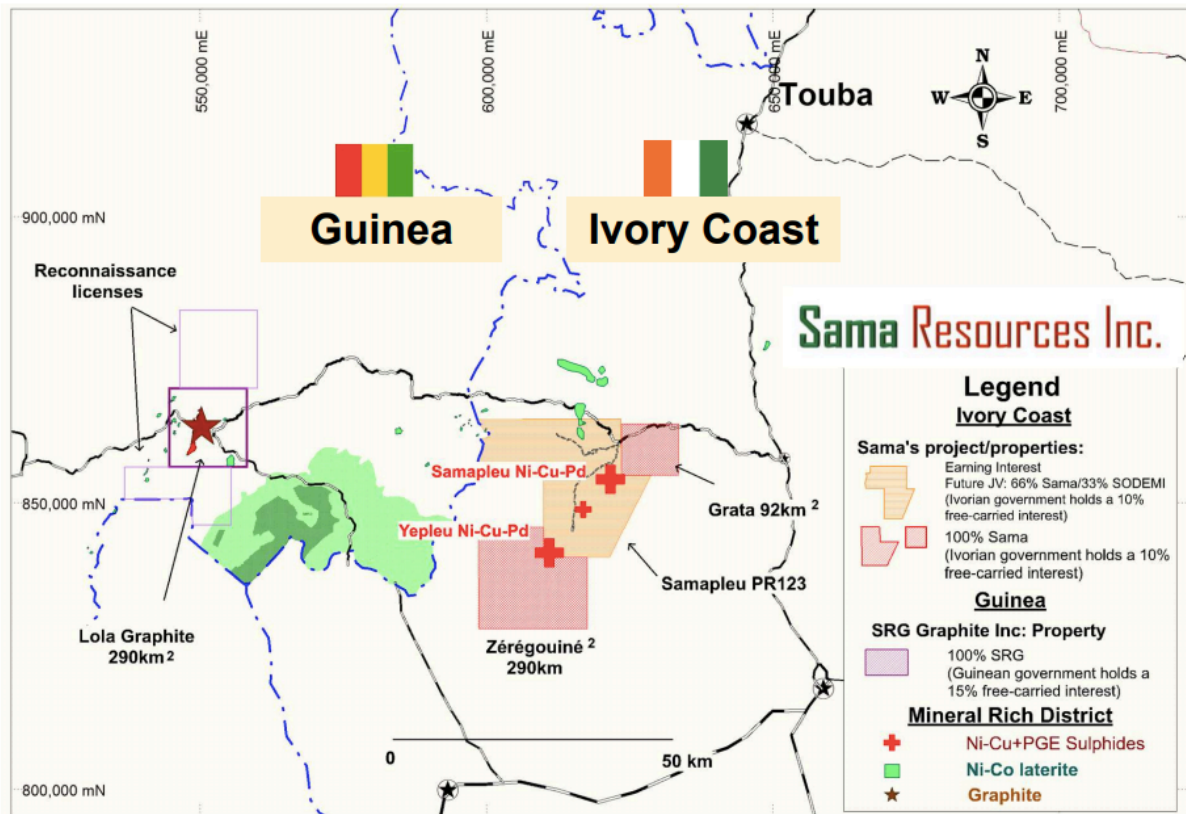 550,000 mE
600,000 mE
650,000 mE
700,000 mE
Touba
N
W
E
S
Guinea
Ivory Coast
900,000 mN
Reconnaissance
licenses
Sama Resources Inc.
Legend
Ivory Coast
Sama's project/properties:
Earning Interest
Future JV: 66% Sama/33% SODEMI
(Ivorian government holds a 10%
free-carried interest)
100% Sama
(Ivorian government holds a 10%
free-carried interest)
Guinea
SRG Graphite Inc: Property
100% SRG
(Guinean government holds a
15% free-carried interest)
Mineral Rich District
Ni-Cu+PGE Sulphides
Ni-Co laterite
Graphite
Samapleu Ni-Cu-Pd
850,000 mN
Grata 92km 2
Yepleu Ni-Cu-Pd
Samapleu PR123
Lola Graphite
290km2
Zérégouiné 2
290km
0
50 km
800,000 mN